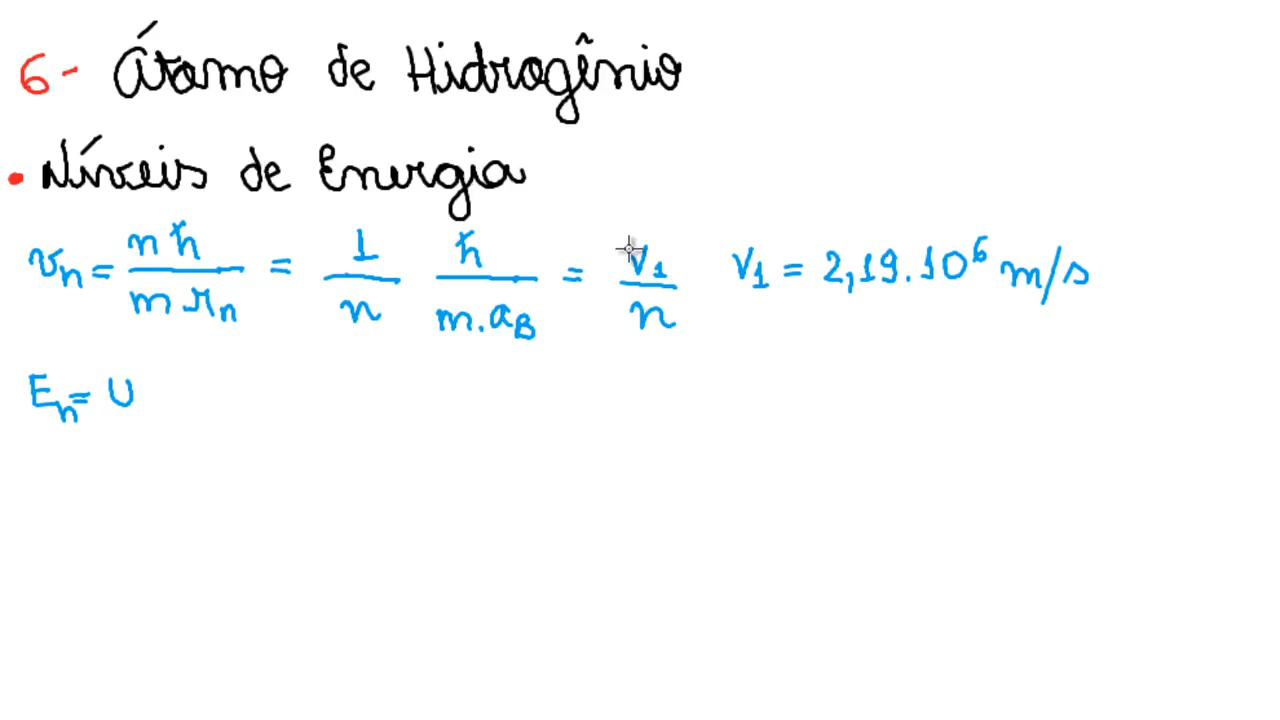 6- Átomo de Hidrogênio
• Níveis de Energia
vn = nħ / m rn = 1/n ħ / m.aB = v1 / n v1 = 2,19.10⁶ m/s
En = U